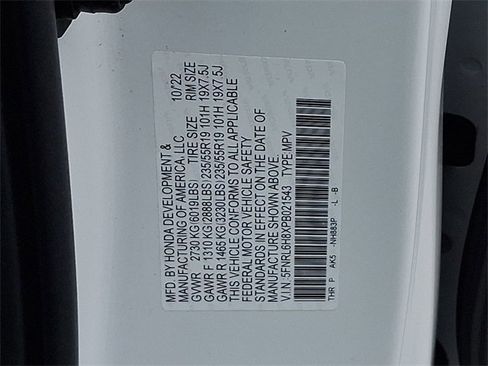 MFD. BY HONDA DEVELOPMENT &
MANUFACTURING OF AMERICA, LLC 10/22
GVWR 2730 KG(6019LBS) TIRE SIZE RIM SIZE
GAWR F 1310 KG(2888LBS)235/55R19 101H 19X7.5J
GAWR R 1465 KG(3230LBS)235/55R19 101H 19X7.5J
THIS VEHICLE CONFORMS TO ALL APPLICABLE
FEDERAL MOTOR VEHICLE SAFETY
STANDARDS IN EFFECT ON THE DATE OF
MANUFACTURE SHOWN ABOVE.
V.I.N. 5FNRL6H8XPB021543 TYPE:MPV
THR P AK5 -NH883P -L -B